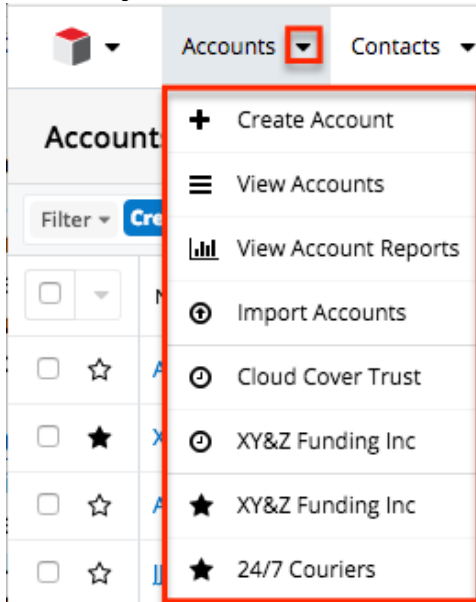 Accounts
Contacts
Accounts
Create Account
View Accounts
Filter
Cre
View Account Reports
Import Accounts
Cloud Cover Trust
XY&Z Funding Inc
XY&Z Funding Inc
24/7 Couriers